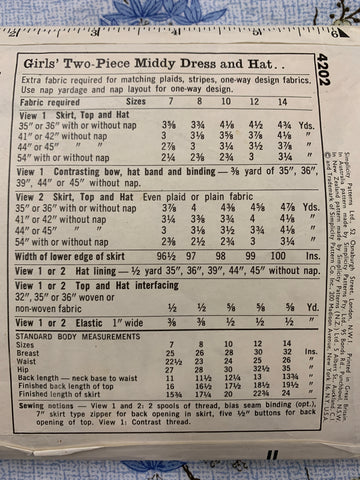 Girls' Two-Piece Middy Dress and Hat . .
Extra fabric required for matching plaids, stripes, one-way design fabrics.
Use nap yardage and nap layout for one-way design.
Fabric required Sizes 7 8 10 12 14
View 1 Skirt, Top and Hat
35" or 36" with or without nap 3⅝ 3¾ 4⅛ 4½ 4¾ Yds.
41" or 42" without nap 3 3⅛ 3⅝ 3⅞ 4⅛ "
44" or 45" " " 2⅞ 3 3¼ 3½ 3⅞ "
54" with or without nap 2¼ 2⅜ 2¾ 3 3¼ "
View 1 Contrasting bow, hat band and binding — ⅜ yard of 35", 36",
39", 44" or 45" without nap.
View 2 Skirt, Top and Hat Even plaid or plain fabric
35" or 36" with or without nap 3⅞ 4 4⅜ 4⅝ 4⅞ Yds.
41" or 42" without nap 3¼ 3⅜ 3¾ 4 4⅛ "
44" or 45" " " 3 3⅛ 3½ 3¾ 4⅛ "
54" with or without nap 2⅜ 2½ 2¾ 3 3¼ "
Width of lower edge of skirt 96½ 97 98 99 100 Ins.
View 1 or 2 Hat lining — ½ yard 35", 36", 39", 44", 45" without nap.
View 1 or 2 Top and Hat interfacing
32", 35" or 36" woven or
non-woven fabric ½ ½ ⅝ ⅝ ⅝ Yd.
View 1 or 2 Elastic 1" wide ⅜ ⅜ ½ ½ ½ "
STANDARD BODY MEASUREMENTS
Sizes 7 8 10 12 14
Breast 25 26 28 30 32 Ins.
Waist 22½ 23 24 25 26 "
Hip 27 28 30 32½ 35 "
Back length — neck base to waist 11 11½ 12¼ 13 13¾ "
Finished back length of top 16 16½ 17½ 18½ 19½ "
Finished length of skirt 15¾ 17¼ 20 22¾ 24 "
Sewing notions — View 1 and 2: 2 spools of thread, bias seam binding (opt.),
7" skirt type zipper for back opening in skirt, five ½" buttons for back
opening of top. View 1: Contrast thread.
4202